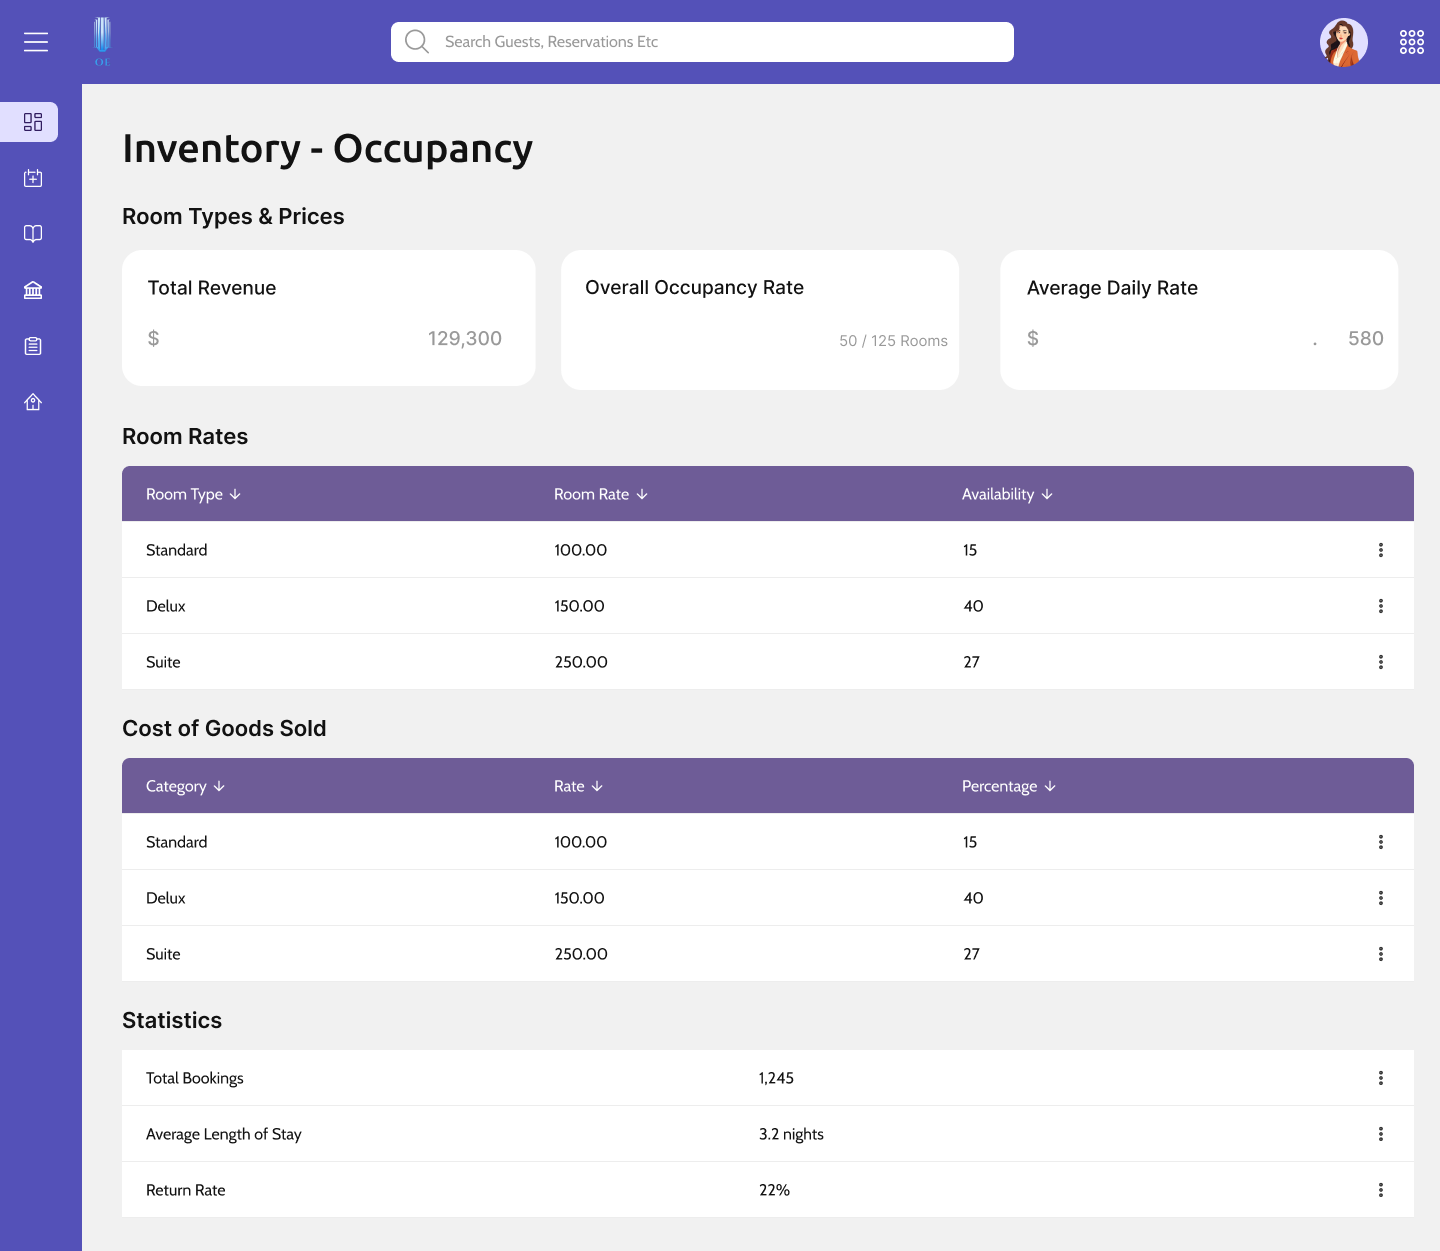 OE
Search Guests, Reservations Etc
Inventory - Occupancy
Room Types & Prices
Total Revenue
$ 129,300
Overall Occupancy Rate
50 / 125 Rooms
Average Daily Rate
$ . 580
Room Rates
Room Type Room Rate Availability
Standard 100.00 15
Delux 150.00 40
Suite 250.00 27
Cost of Goods Sold
Category Rate Percentage
Standard 100.00 15
Delux 150.00 40
Suite 250.00 27
Statistics
Total Bookings 1,245
Average Length of Stay 3.2 nights
Return Rate 22%